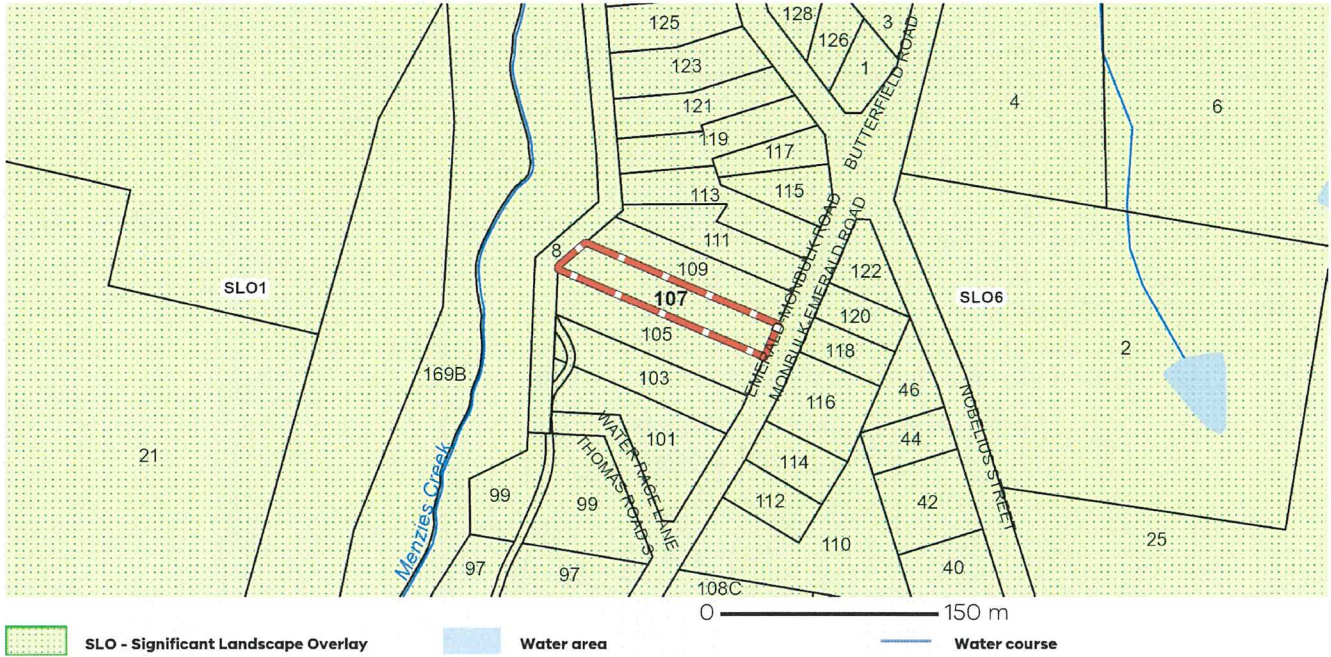 125
128
3
126
123
1
BUTTERFIELD ROAD
4
6
121
119
117
115
113
111
8
109
122
SLO1
107
EMERALD-MONBULK ROAD
MONBULK-EMERALD ROAD
SLO6
120
105
118
2
169B
103
46
116
NOBELIUS STREET
WATER RACE LANE
101
44
21
THOMAS ROAD S
114
Menzies Creek
99
99
112
42
110
25
97
97
40
108C
0 150 m
SLO - Significant Landscape Overlay
Water area
Water course